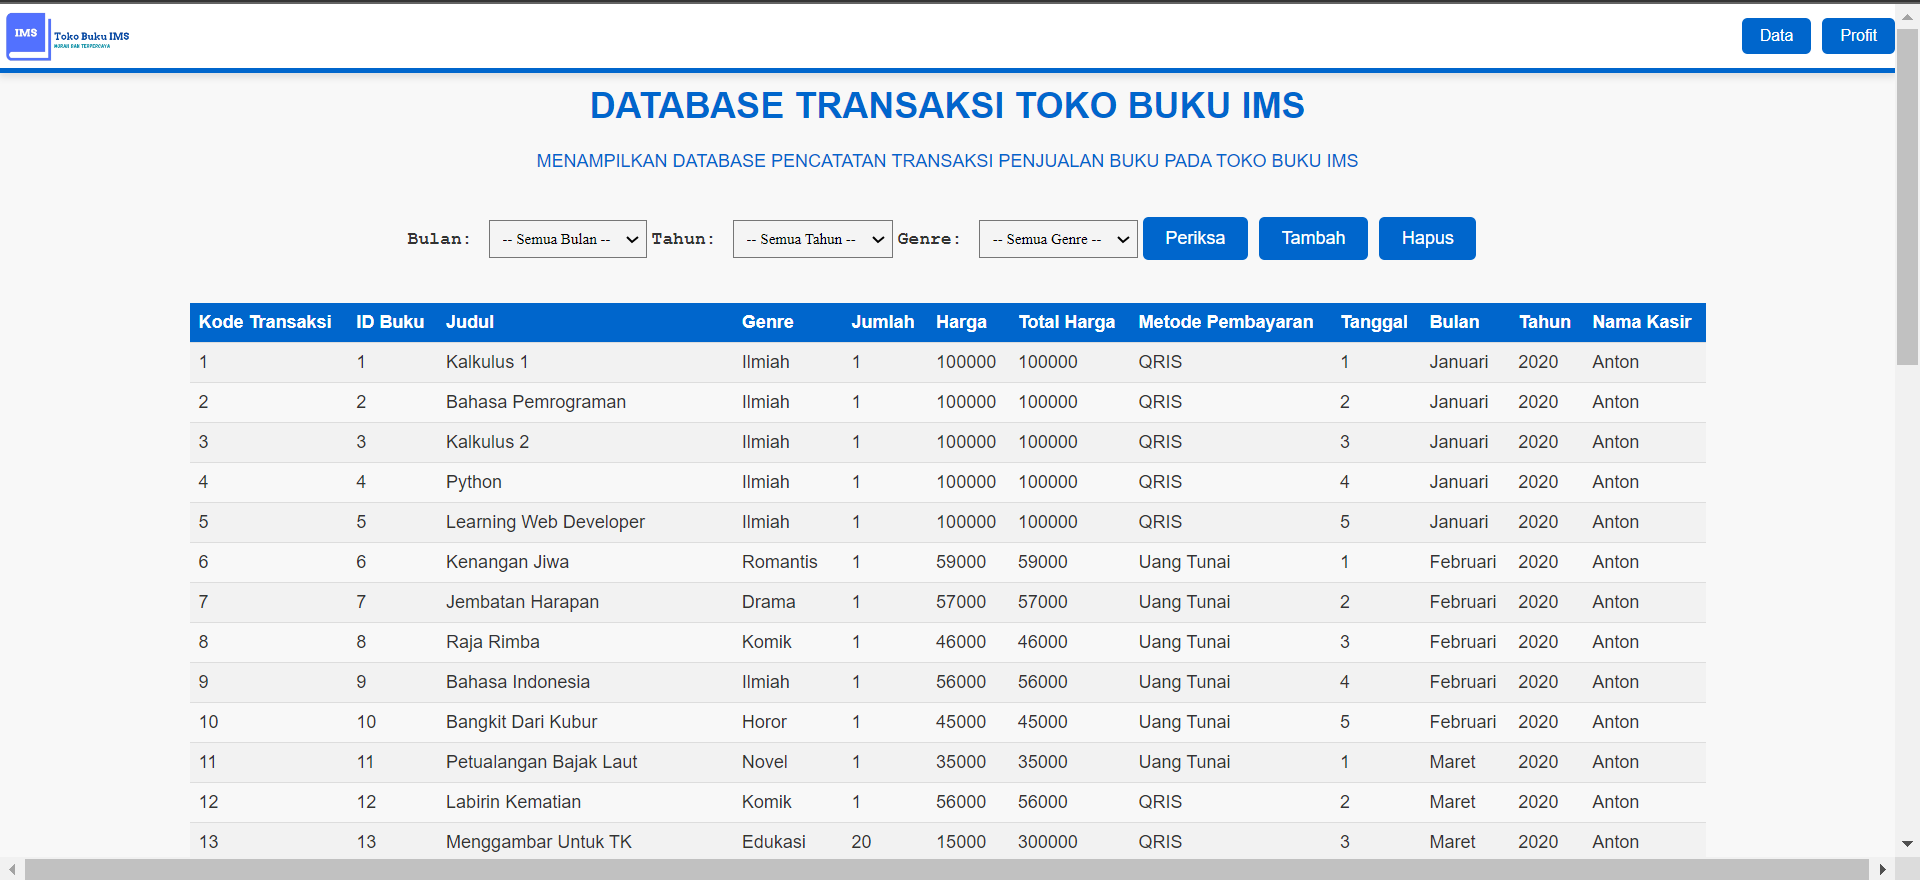 IMS
Toko Buku IMS
MURAH DAN TERPERCAYA
Data
Profit
DATABASE TRANSAKSI TOKO BUKU IMS
MENAMPILKAN DATABASE PENCATATAN TRANSAKSI PENJUALAN BUKU PADA TOKO BUKU IMS
Bulan: -- Semua Bulan -- Tahun: -- Semua Tahun -- Genre: -- Semua Genre -- Periksa Tambah Hapus
Kode Transaksi ID Buku Judul Genre Jumlah Harga Total Harga Metode Pembayaran Tanggal Bulan Tahun Nama Kasir
1 1 Kalkulus 1 Ilmiah 1 100000 100000 QRIS 1 Januari 2020 Anton
2 2 Bahasa Pemrograman Ilmiah 1 100000 100000 QRIS 2 Januari 2020 Anton
3 3 Kalkulus 2 Ilmiah 1 100000 100000 QRIS 3 Januari 2020 Anton
4 4 Python Ilmiah 1 100000 100000 QRIS 4 Januari 2020 Anton
5 5 Learning Web Developer Ilmiah 1 100000 100000 QRIS 5 Januari 2020 Anton
6 6 Kenangan Jiwa Romantis 1 59000 59000 Uang Tunai 1 Februari 2020 Anton
7 7 Jembatan Harapan Drama 1 57000 57000 Uang Tunai 2 Februari 2020 Anton
8 8 Raja Rimba Komik 1 46000 46000 Uang Tunai 3 Februari 2020 Anton
9 9 Bahasa Indonesia Ilmiah 1 56000 56000 Uang Tunai 4 Februari 2020 Anton
10 10 Bangkit Dari Kubur Horor 1 45000 45000 Uang Tunai 5 Februari 2020 Anton
11 11 Petualangan Bajak Laut Novel 1 35000 35000 Uang Tunai 1 Maret 2020 Anton
12 12 Labirin Kematian Komik 1 56000 56000 QRIS 2 Maret 2020 Anton
13 13 Menggambar Untuk TK Edukasi 20 15000 300000 QRIS 3 Maret 2020 Anton